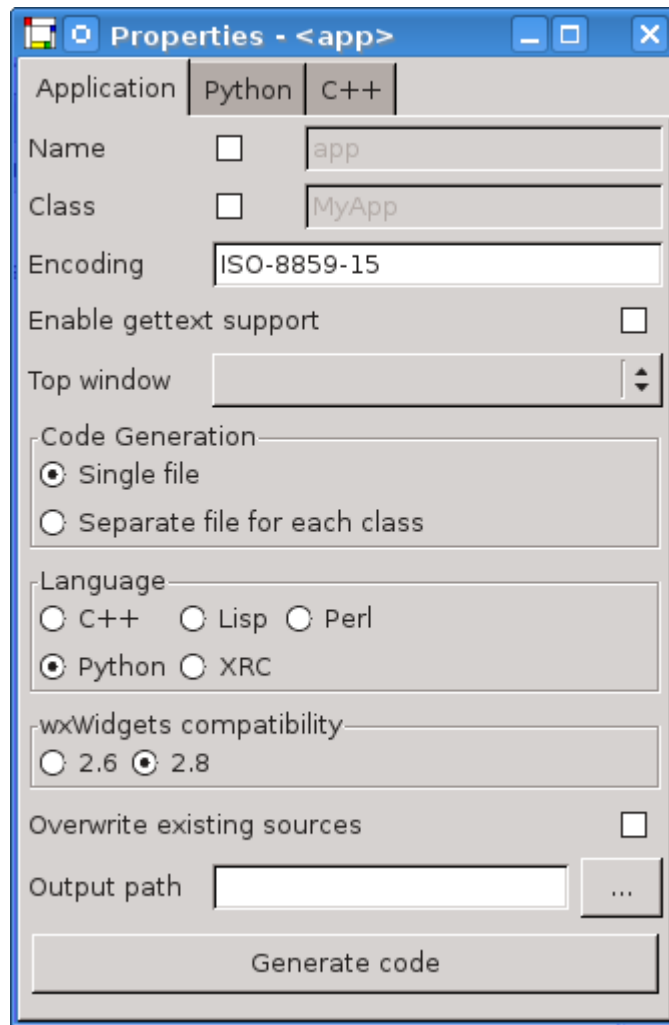 Properties - <app>
Application Python C++
Name app
Class MyApp
Encoding ISO-8859-15
Enable gettext support
Top window
Code Generation
Single file
Separate file for each class
Language
C++ Lisp Perl
Python XRC
wxWidgets compatibility
2.6 2.8
Overwrite existing sources
Output path ...
Generate code